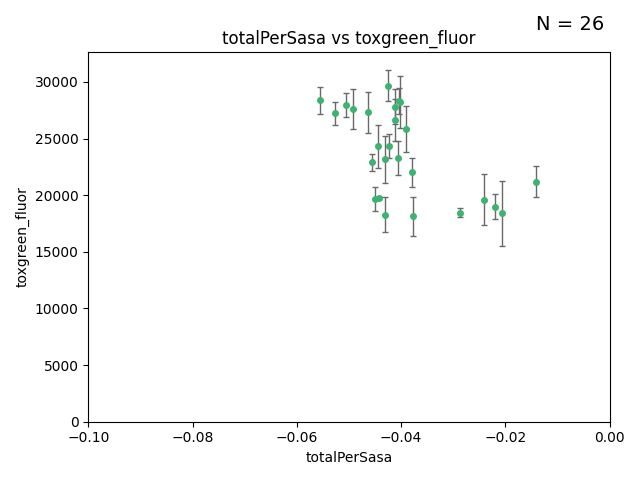 N = 26
totalPerSasa vs toxgreen_fluor
30000
25000
20000
15000
10000
5000
0
toxgreen_fluor
−0.10 −0.08 −0.06 −0.04 −0.02 0.00
totalPerSasa